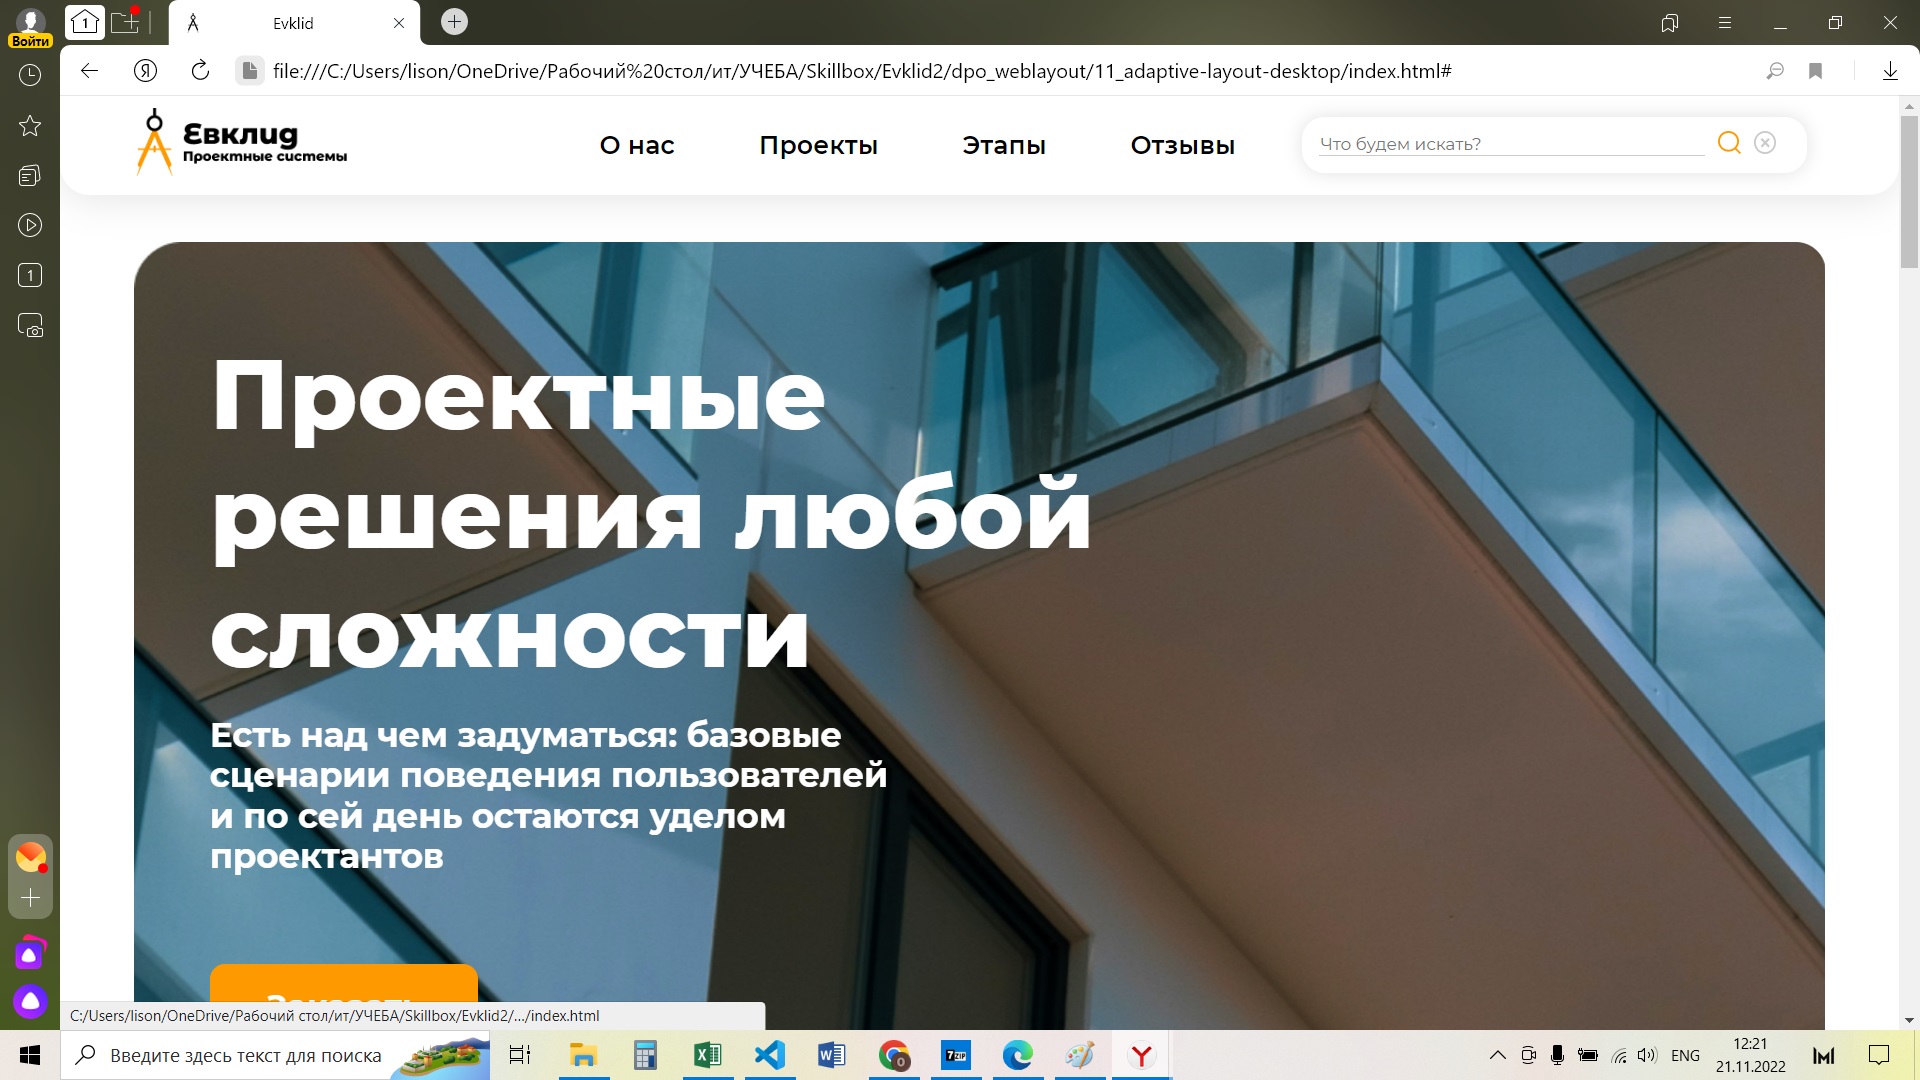 Evklid
Войти
file:///C:/Users/lison/OneDrive/Рабочий%20стол/ит/УЧЕБА/Skillbox/Evklid2/dpo_weblayout/11_adaptive-layout-desktop/index.html#
Евклид
Проектные системы
О нас
Проекты
Этапы
Отзывы
Что будем искать?
Проектные
решения любой
сложности
Есть над чем задуматься: базовые
сценарии поведения пользователей
и по сей день остаются уделом
проектантов
Заказать
C:/Users/lison/OneDrive/Рабочий стол/ит/УЧЕБА/Skillbox/Evklid2/.../index.html
Введите здесь текст для поиска
ENG
12:21
21.11.2022